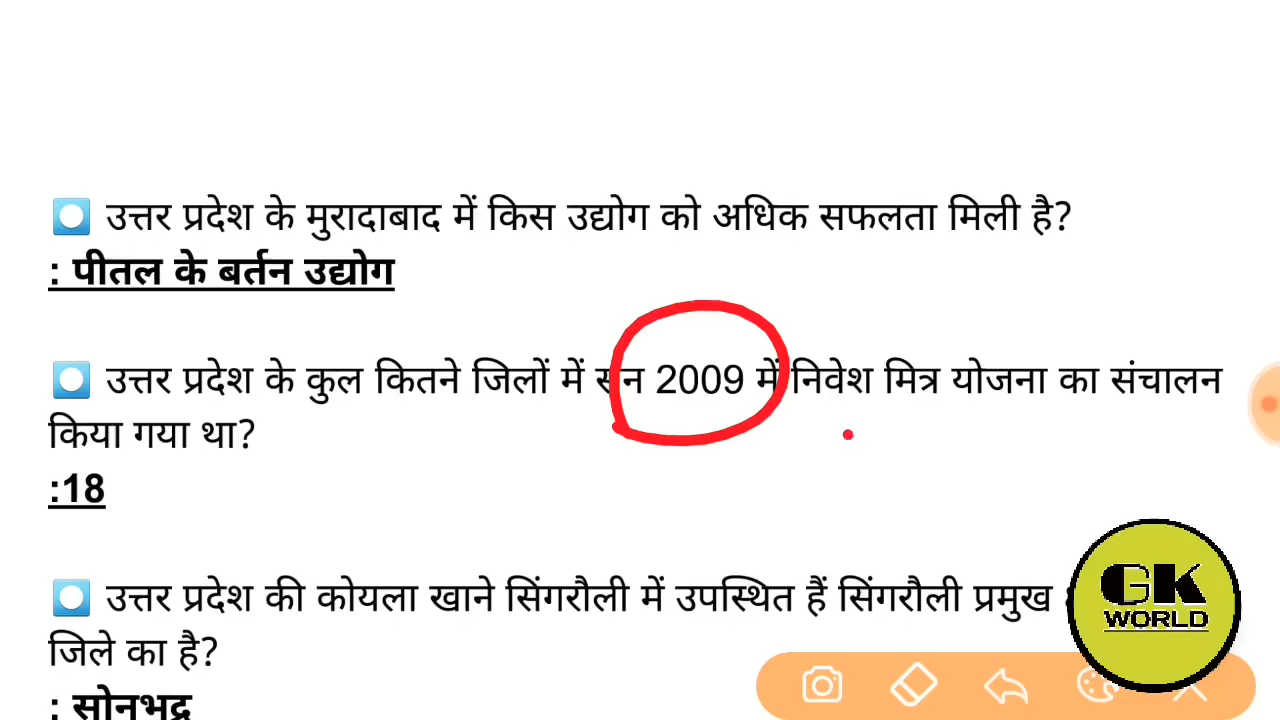 उत्तर प्रदेश के मुरादाबाद में किस उद्योग को अधिक सफलता मिली है?
: पीतल के बर्तन उद्योग
उत्तर प्रदेश के कुल कितने जिलों में सन 2009 में निवेश मित्र योजना का संचालन
किया गया था?
:18
उत्तर प्रदेश की कोयला खाने सिंगरौली में उपस्थित हैं सिंगरौली प्रमुख
जिले का है?
: सोनभद्र
GK
WORLD